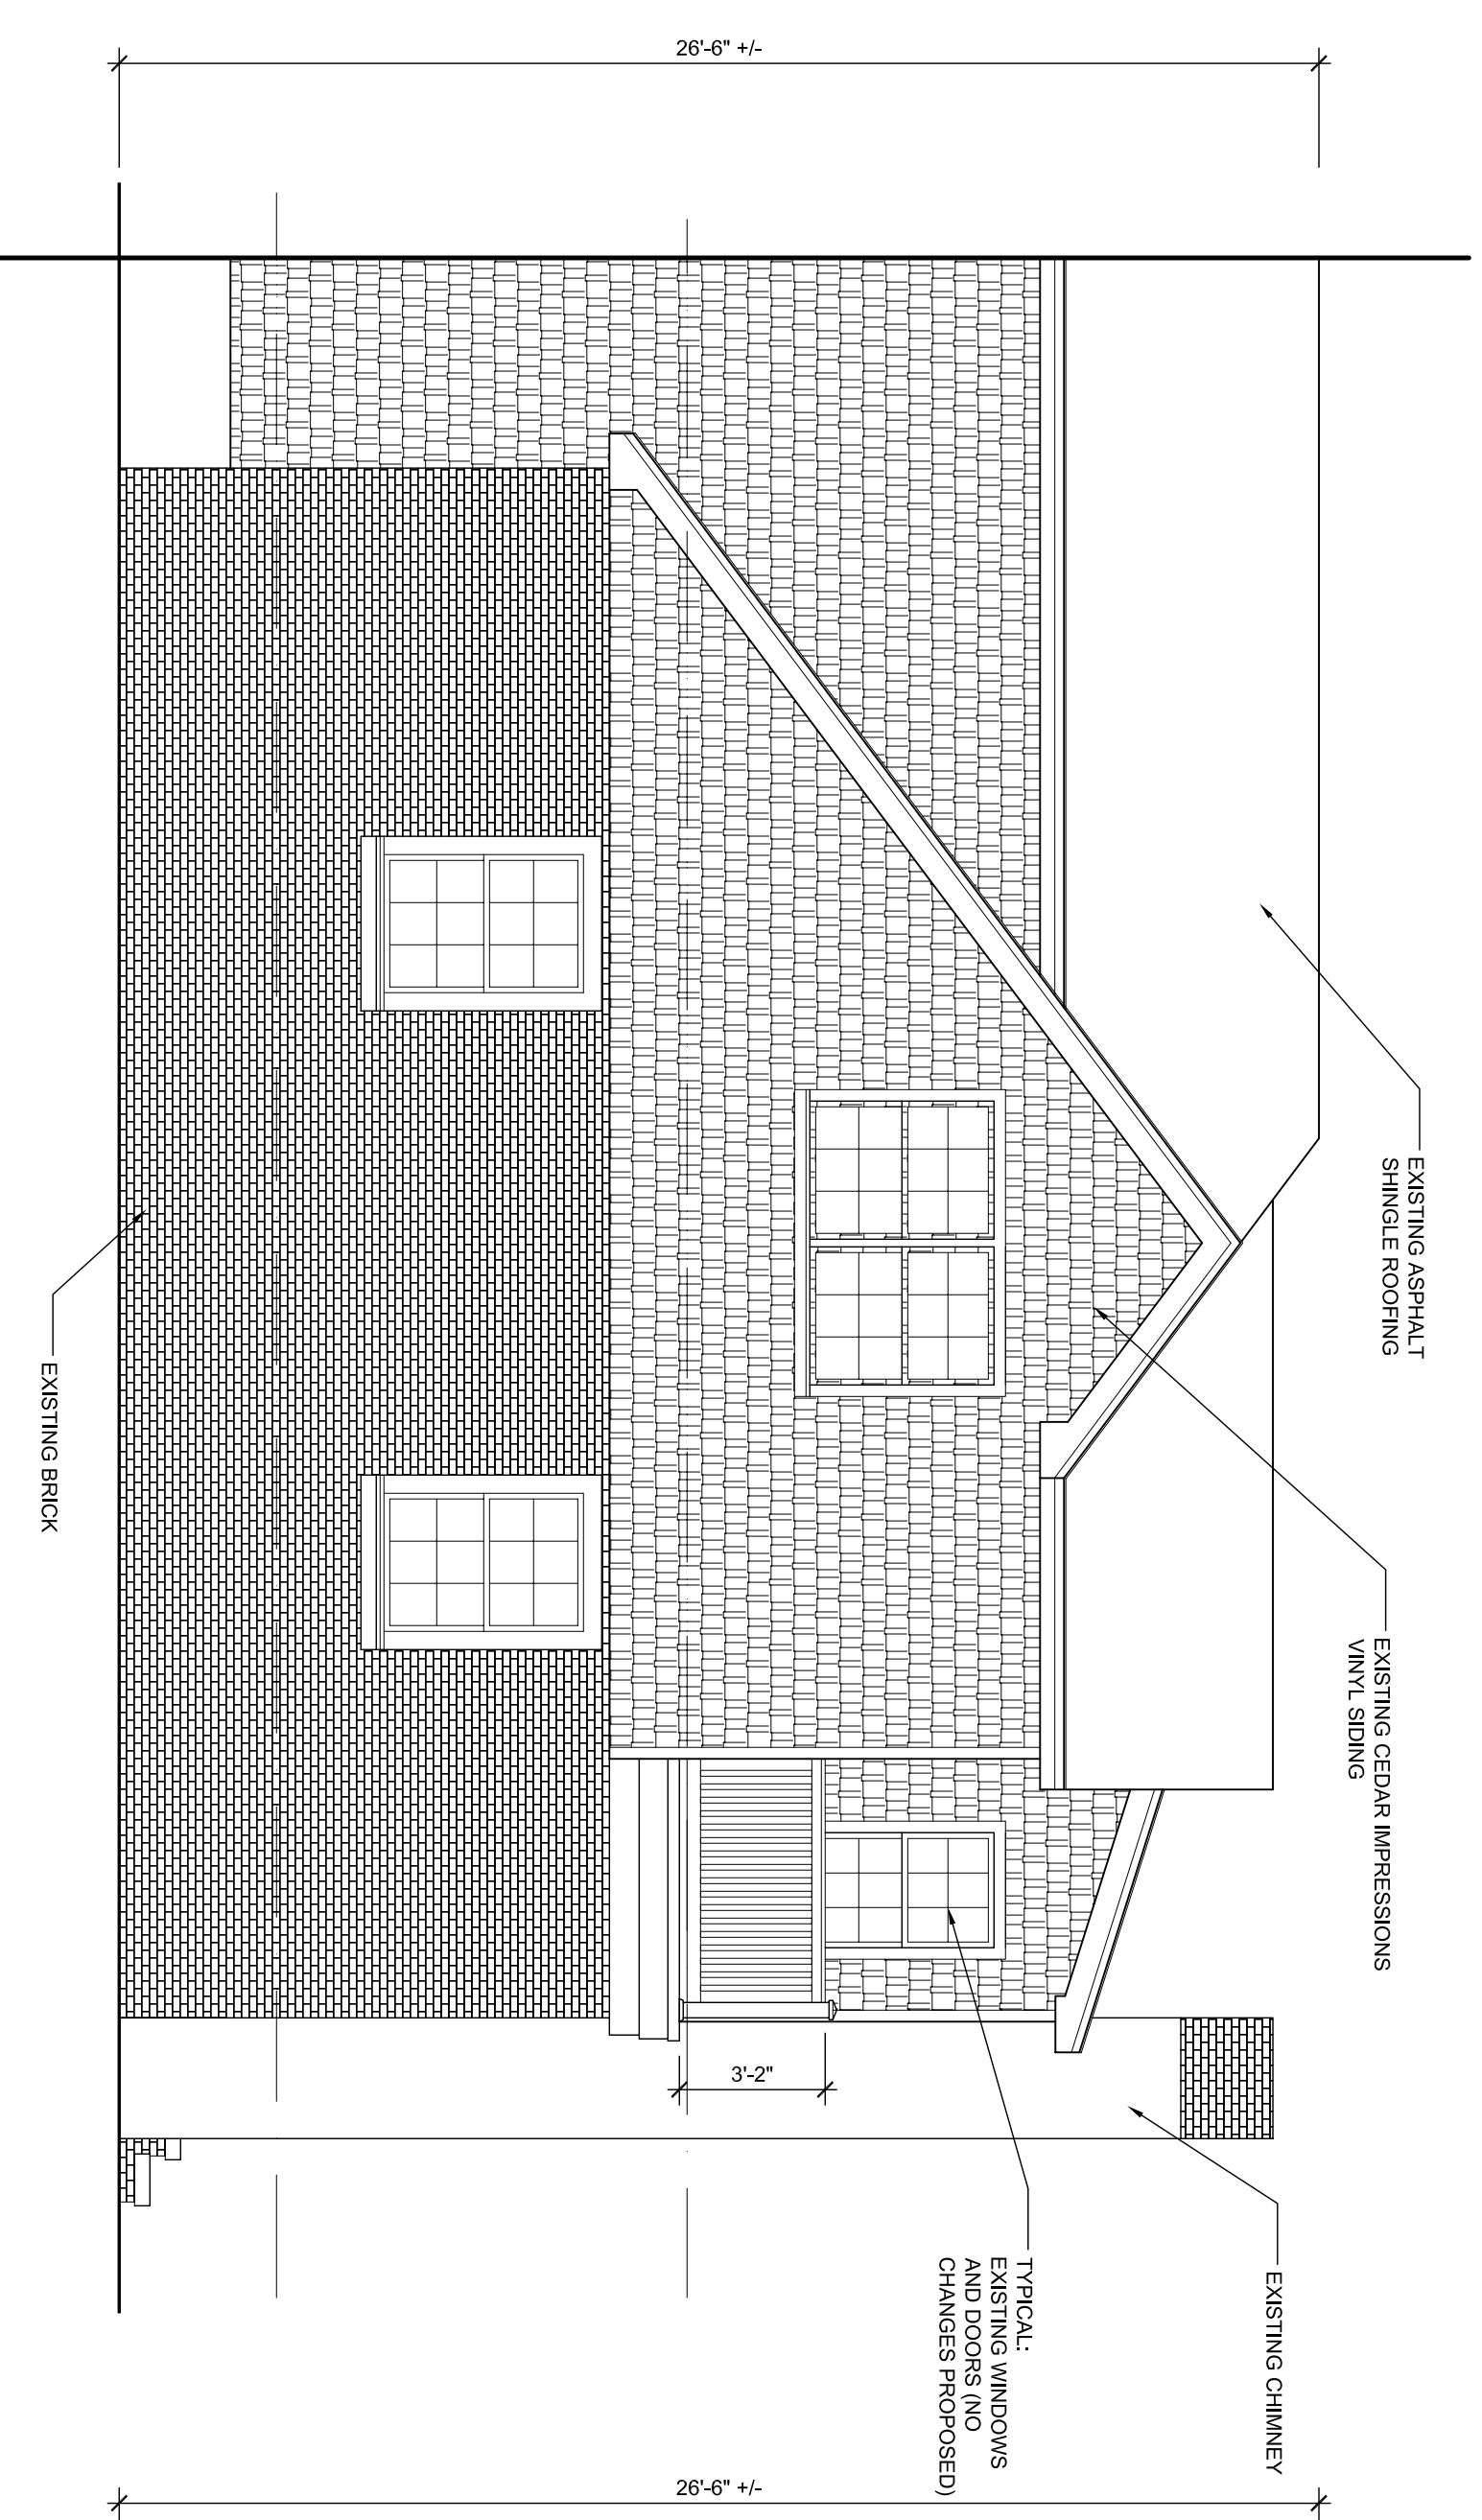 26'-6" +/-
EXISTING ASPHALT
SHINGLE ROOFING
EXISTING CEDAR IMPRESSIONS
VINYL SIDING
EXISTING BRICK
3'-2"
TYPICAL:
EXISTING WINDOWS
AND DOORS (NO
CHANGES PROPOSED)
EXISTING CHIMNEY
26'-6" +/-